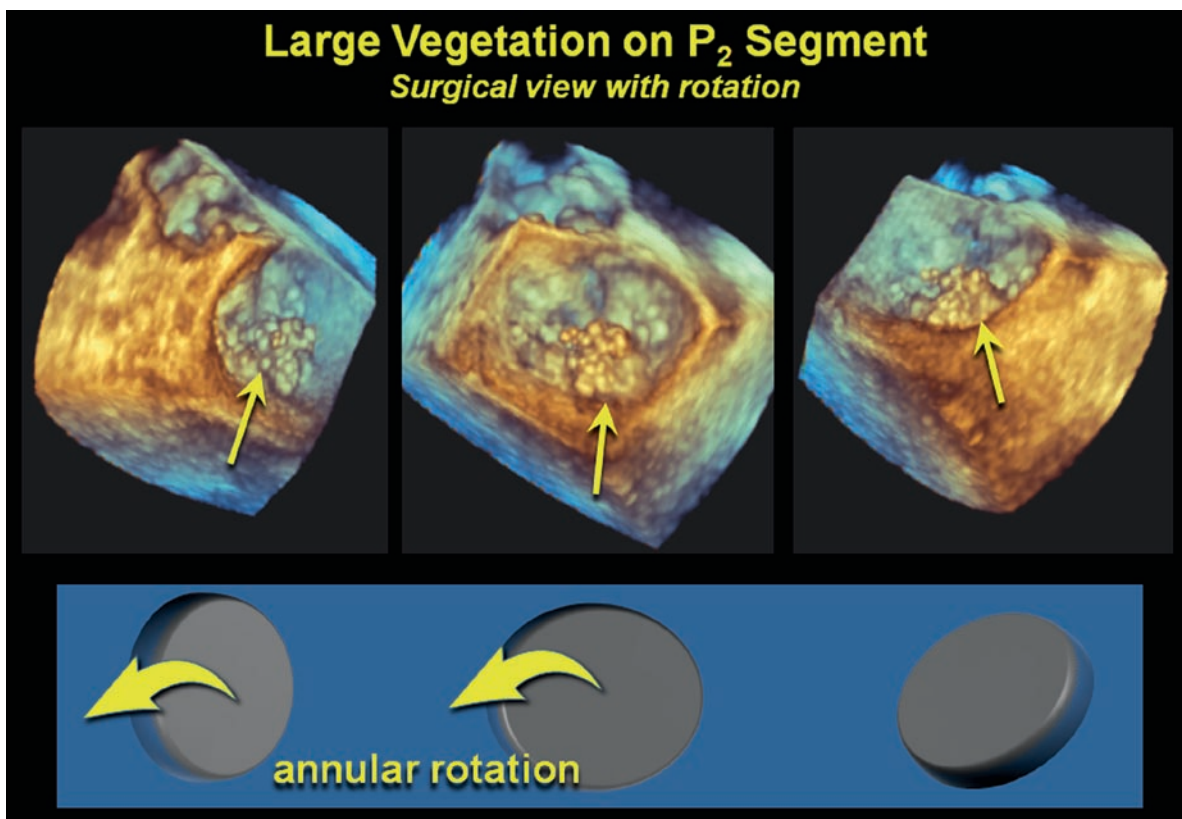 Large Vegetation on P₂ Segment
Surgical view with rotation
annular rotation